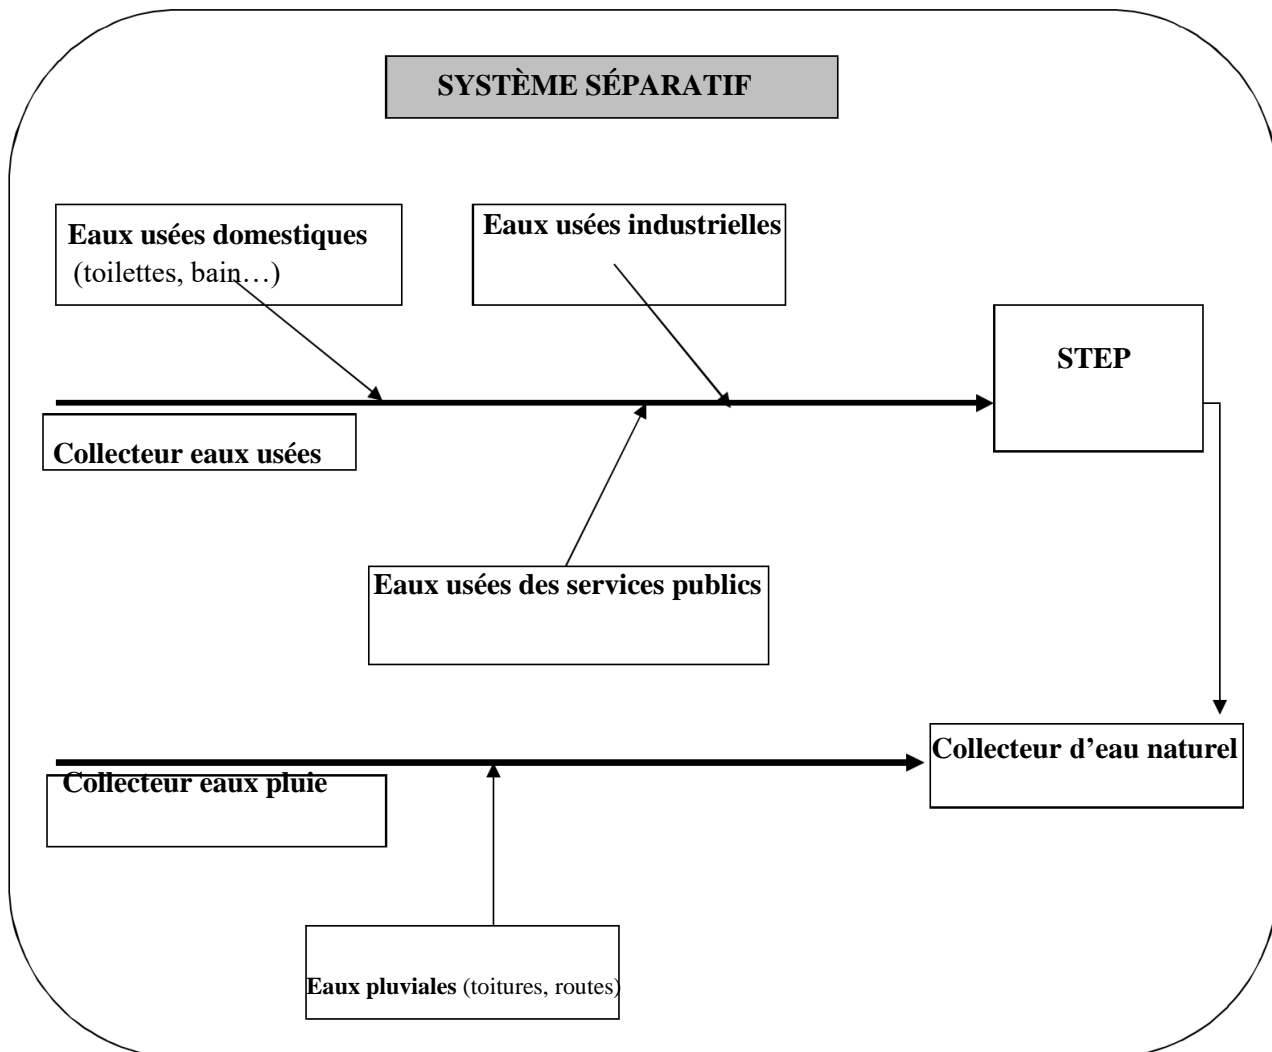 SYSTÈME SÉPARATIF
Eaux usées domestiques
(toilettes, bain…)
Eaux usées industrielles
STEP
Collecteur eaux usées
Eaux usées des services publics
Collecteur d’eau naturel
Collecteur eaux pluie
Eaux pluviales (toitures, routes)